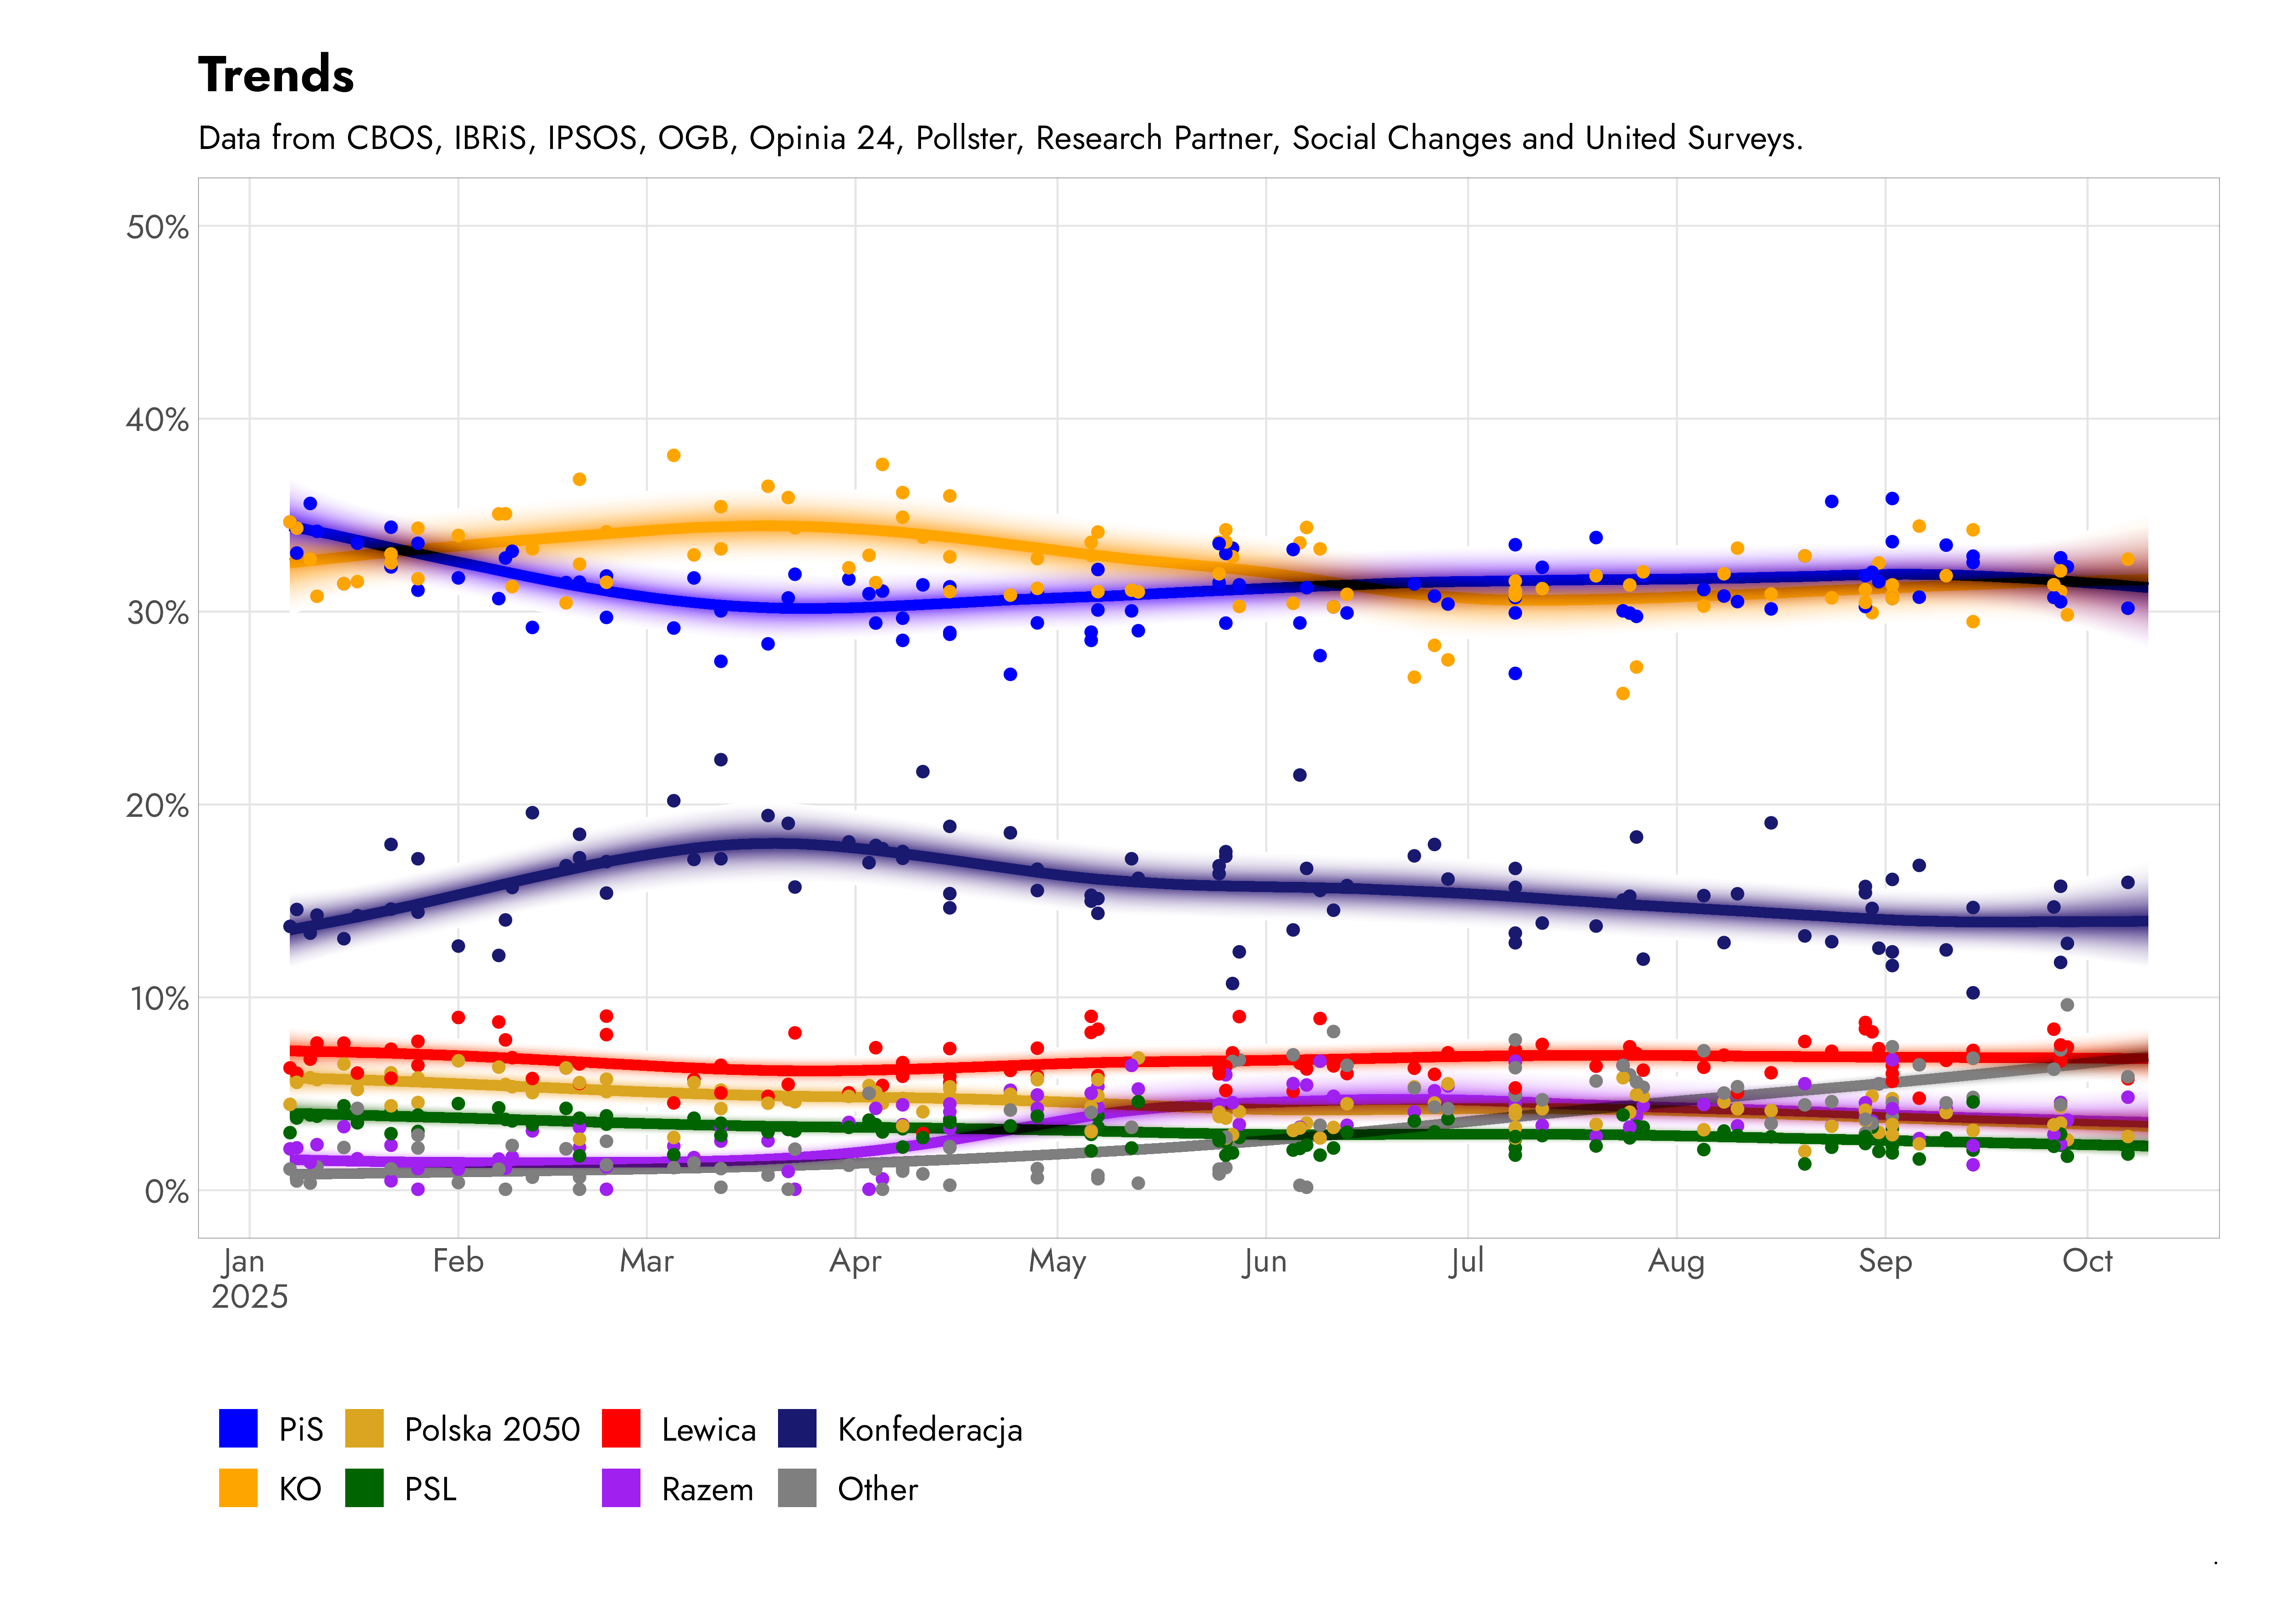 Trends
Data from CBOS, IBRiS, IPSOS, OGB, Opinia 24, Pollster, Research Partner, Social Changes and United Surveys.
50%
40%
30%
20%
10%
0%
Jan Feb Mar Apr May Jun Jul Aug Sep Oct
2025
PiS Polska 2050 Lewica Konfederacja
KO PSL Razem Other
.